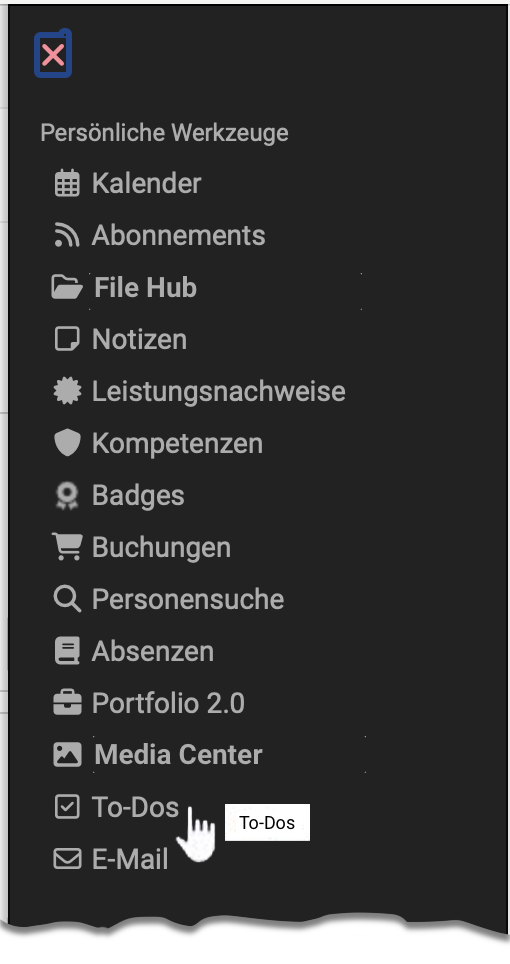 Persönliche Werkzeuge
Kalender
Abonnements
File Hub
Notizen
Leistungsnachweise
Kompetenzen
Badges
Buchungen
Personensuche
Absenzen
Portfolio 2.0
Media Center
To-Dos
To-Dos
E-Mail